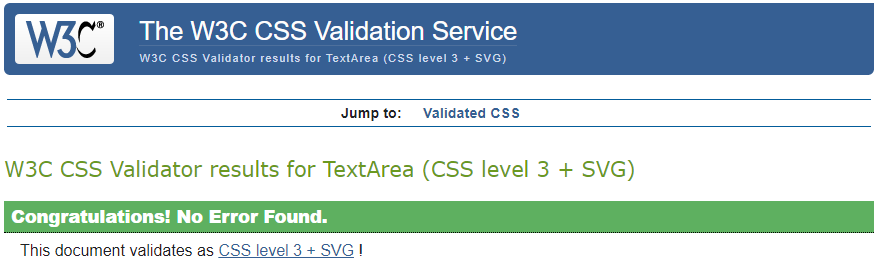 W3C®
The W3C CSS Validation Service
W3C CSS Validator results for TextArea (CSS level 3 + SVG)
Jump to: Validated CSS
W3C CSS Validator results for TextArea (CSS level 3 + SVG)
Congratulations! No Error Found.
This document validates as CSS level 3 + SVG !